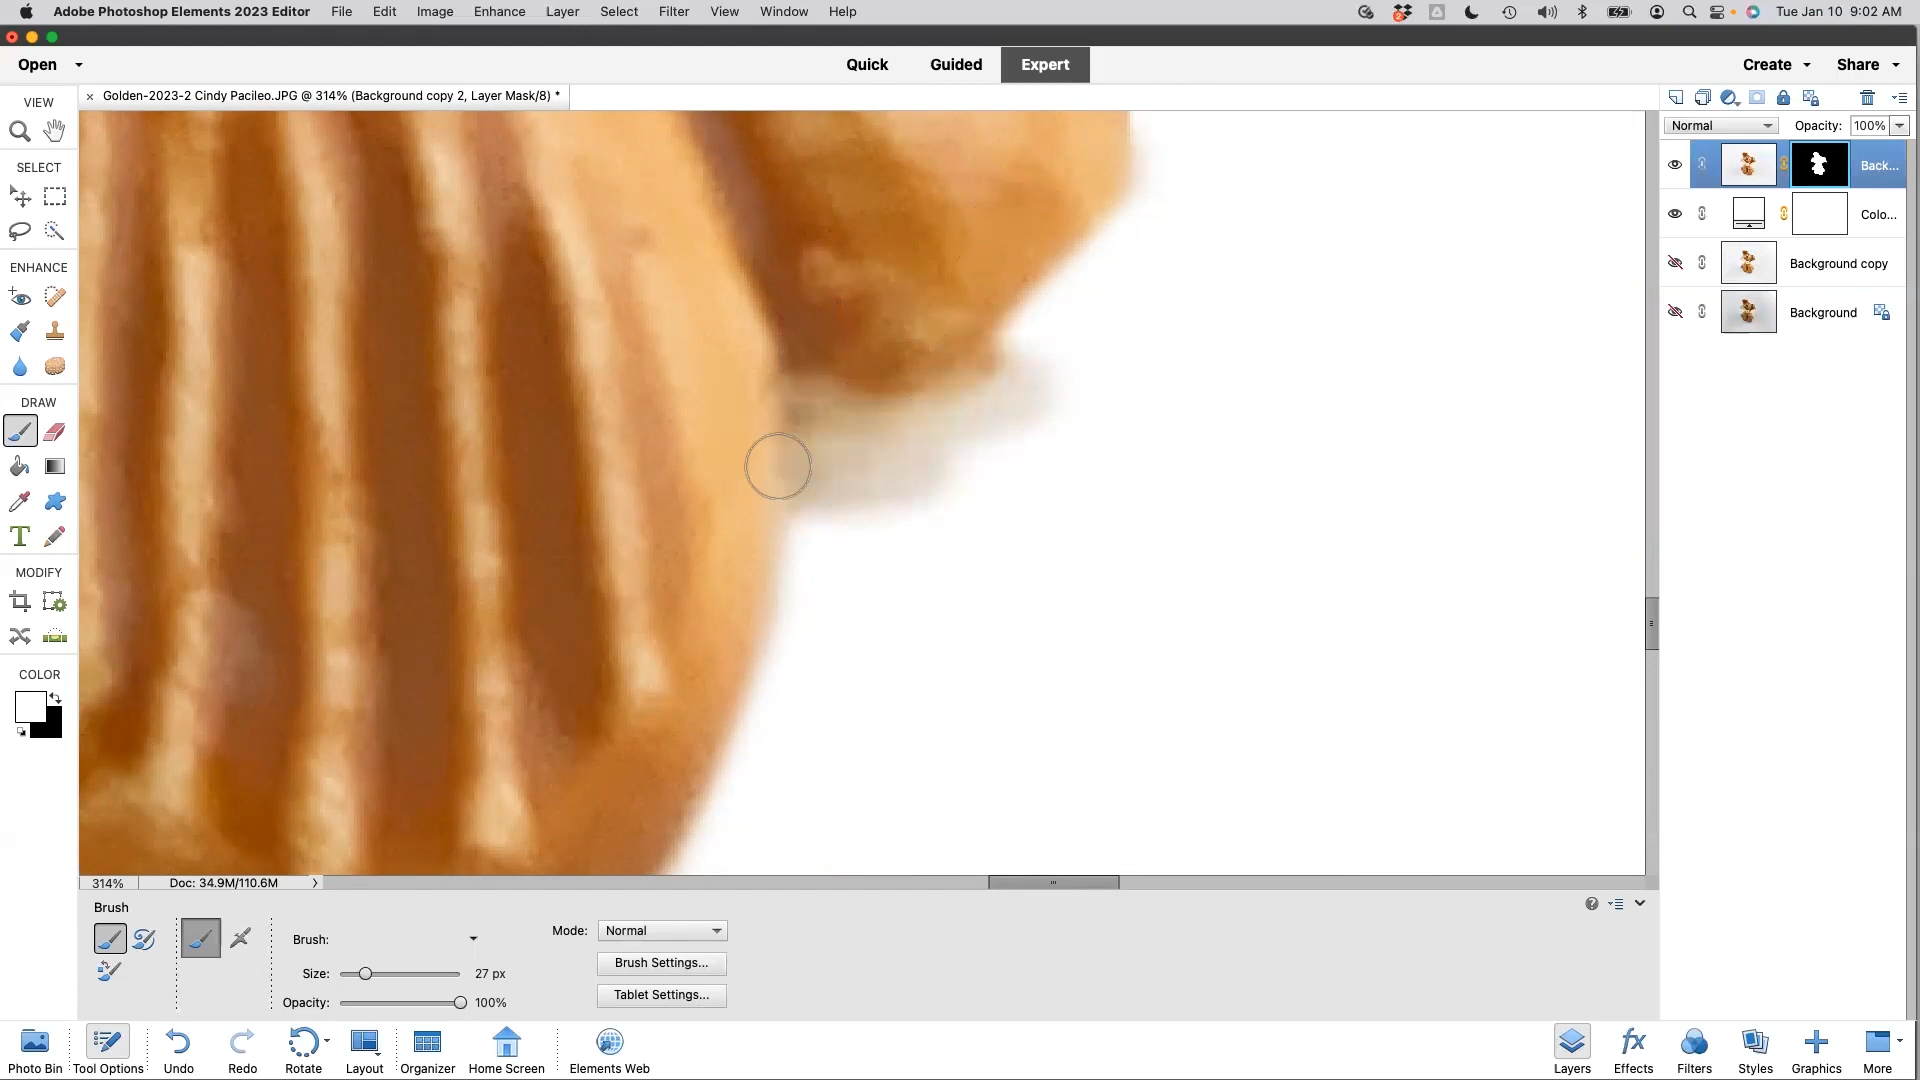 Adobe Photoshop Elements 2023 Editor File Edit Image Enhance Layer Select Filter View Window Help
2 Tue Jan 10 9:02 AM
Open Quick Guided Expert Create Share
VIEW
× Golden-2023-2 Cindy Pacileo.JPG @ 314% (Background copy 2, Layer Mask/8) *
Normal Opacity: 100%
SELECT
Back...
Colo...
ENHANCE
Background copy
Background
DRAW
T
MODIFY
COLOR
314% Doc: 34.9M/110.6M
Brush
Brush: Mode: Normal
Size: 27 px Brush Settings...
Opacity: 100% Tablet Settings...
Photo Bin Tool Options Undo Redo Rotate Layout Organizer Home Screen Elements Web Layers Effects Filters Styles Graphics More